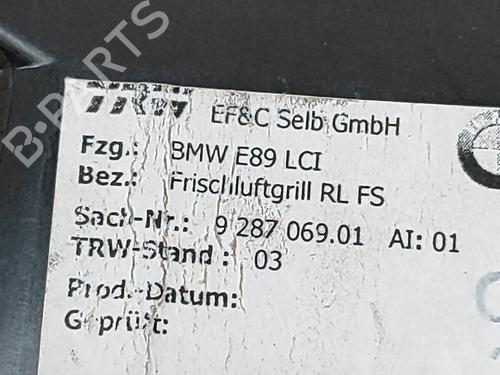 TRW EF&C Selb GmbH
Fzg.: BMW E89 LCI
Bez.: Frischluftgrill RL FS
Sach-Nr.: 9 287 069.01 AI: 01
TRW-Stand : 03
Prod.-Datum:
Geprüft:
B-PARTS